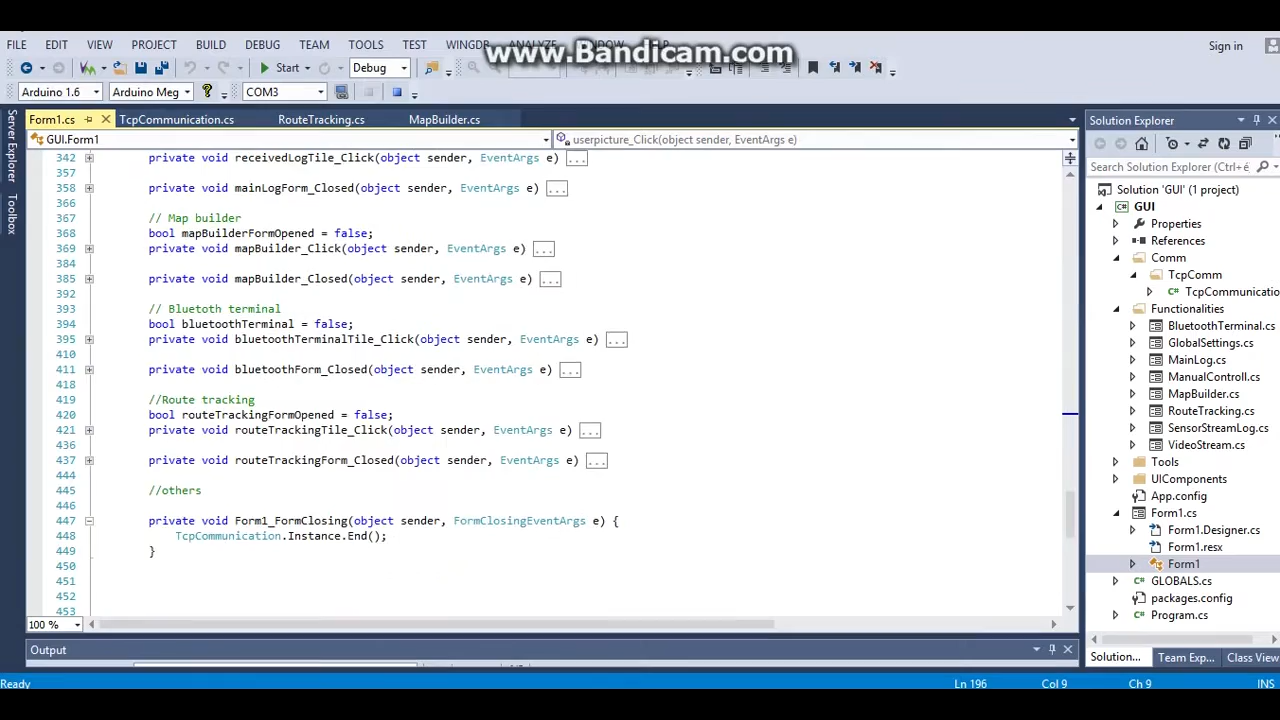 www.Bandicam.com
FILE EDIT VIEW PROJECT BUILD DEBUG TEAM TOOLS TEST WINGDB ANALYZE WINDOW HELP Sign in
Start Debug
Arduino 1.6 Arduino Meg COM3
Server Explorer
Toolbox
Form1.cs TcpCommunication.cs RouteTracking.cs MapBuilder.cs
GUI.Form1 userpicture_Click(object sender, EventArgs e)
342 private void receivedLogTile_Click(object sender, EventArgs e) ...
357
358 private void mainLogForm_Closed(object sender, EventArgs e) ...
366
367 // Map builder
368 bool mapBuilderFormOpened = false;
369 private void mapBuilder_Click(object sender, EventArgs e) ...
384
385 private void mapBuilder_Closed(object sender, EventArgs e) ...
392
393 // Bluetoth terminal
394 bool bluetoothTerminal = false;
395 private void bluetoothTerminalTile_Click(object sender, EventArgs e) ...
410
411 private void bluetoothForm_Closed(object sender, EventArgs e) ...
418
419 //Route tracking
420 bool routeTrackingFormOpened = false;
421 private void routeTrackingTile_Click(object sender, EventArgs e) ...
436
437 private void routeTrackingForm_Closed(object sender, EventArgs e) ...
444
445 //others
446
447 private void Form1_FormClosing(object sender, FormClosingEventArgs e) {
448 TcpCommunication.Instance.End();
449 }
450
451
452
453
100 %
Output
Solution Explorer
Search Solution Explorer (Ctrl+é
Solution 'GUI' (1 project)
GUI
Properties
References
Comm
TcpComm
TcpCommunicatio
Functionalities
BluetoothTerminal.cs
GlobalSettings.cs
MainLog.cs
ManualControll.cs
MapBuilder.cs
RouteTracking.cs
SensorStreamLog.cs
VideoStream.cs
Tools
UIComponents
App.config
Form1.cs
Form1.Designer.cs
Form1.resx
Form1
GLOBALS.cs
packages.config
Program.cs
Solution... Team Exp... Class View
Ready Ln 196 Col 9 Ch 9 INS